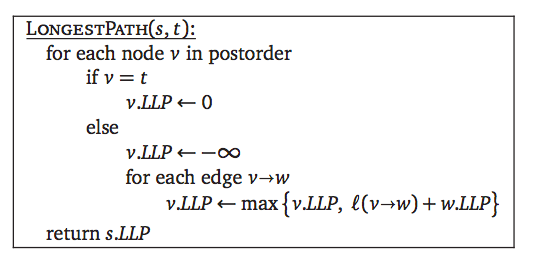 LONGESTPATH(s, t):
for each node v in postorder
if v = t
v.LLP ← 0
else
v.LLP ← −∞
for each edge v→w
v.LLP ← max{v.LLP, ℓ(v→w) + w.LLP}
return s.LLP